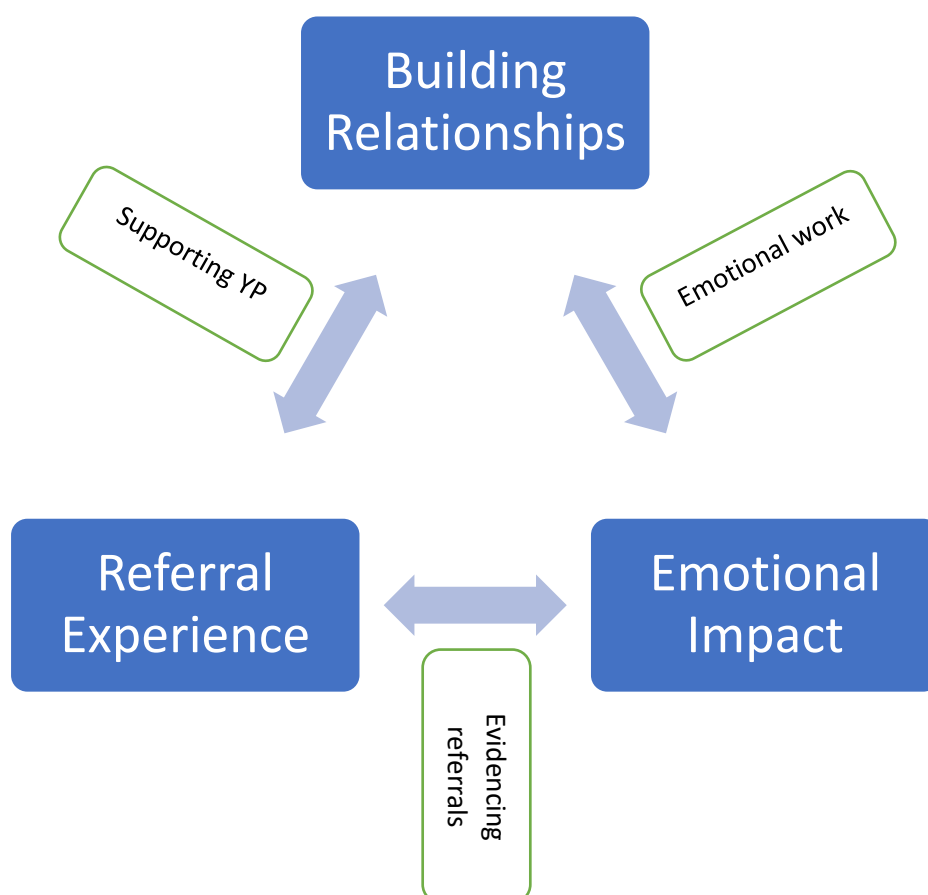 Building
Relationships
Supporting YP
Emotional work
Referral
Experience
Emotional
Impact
Evidencing
referrals